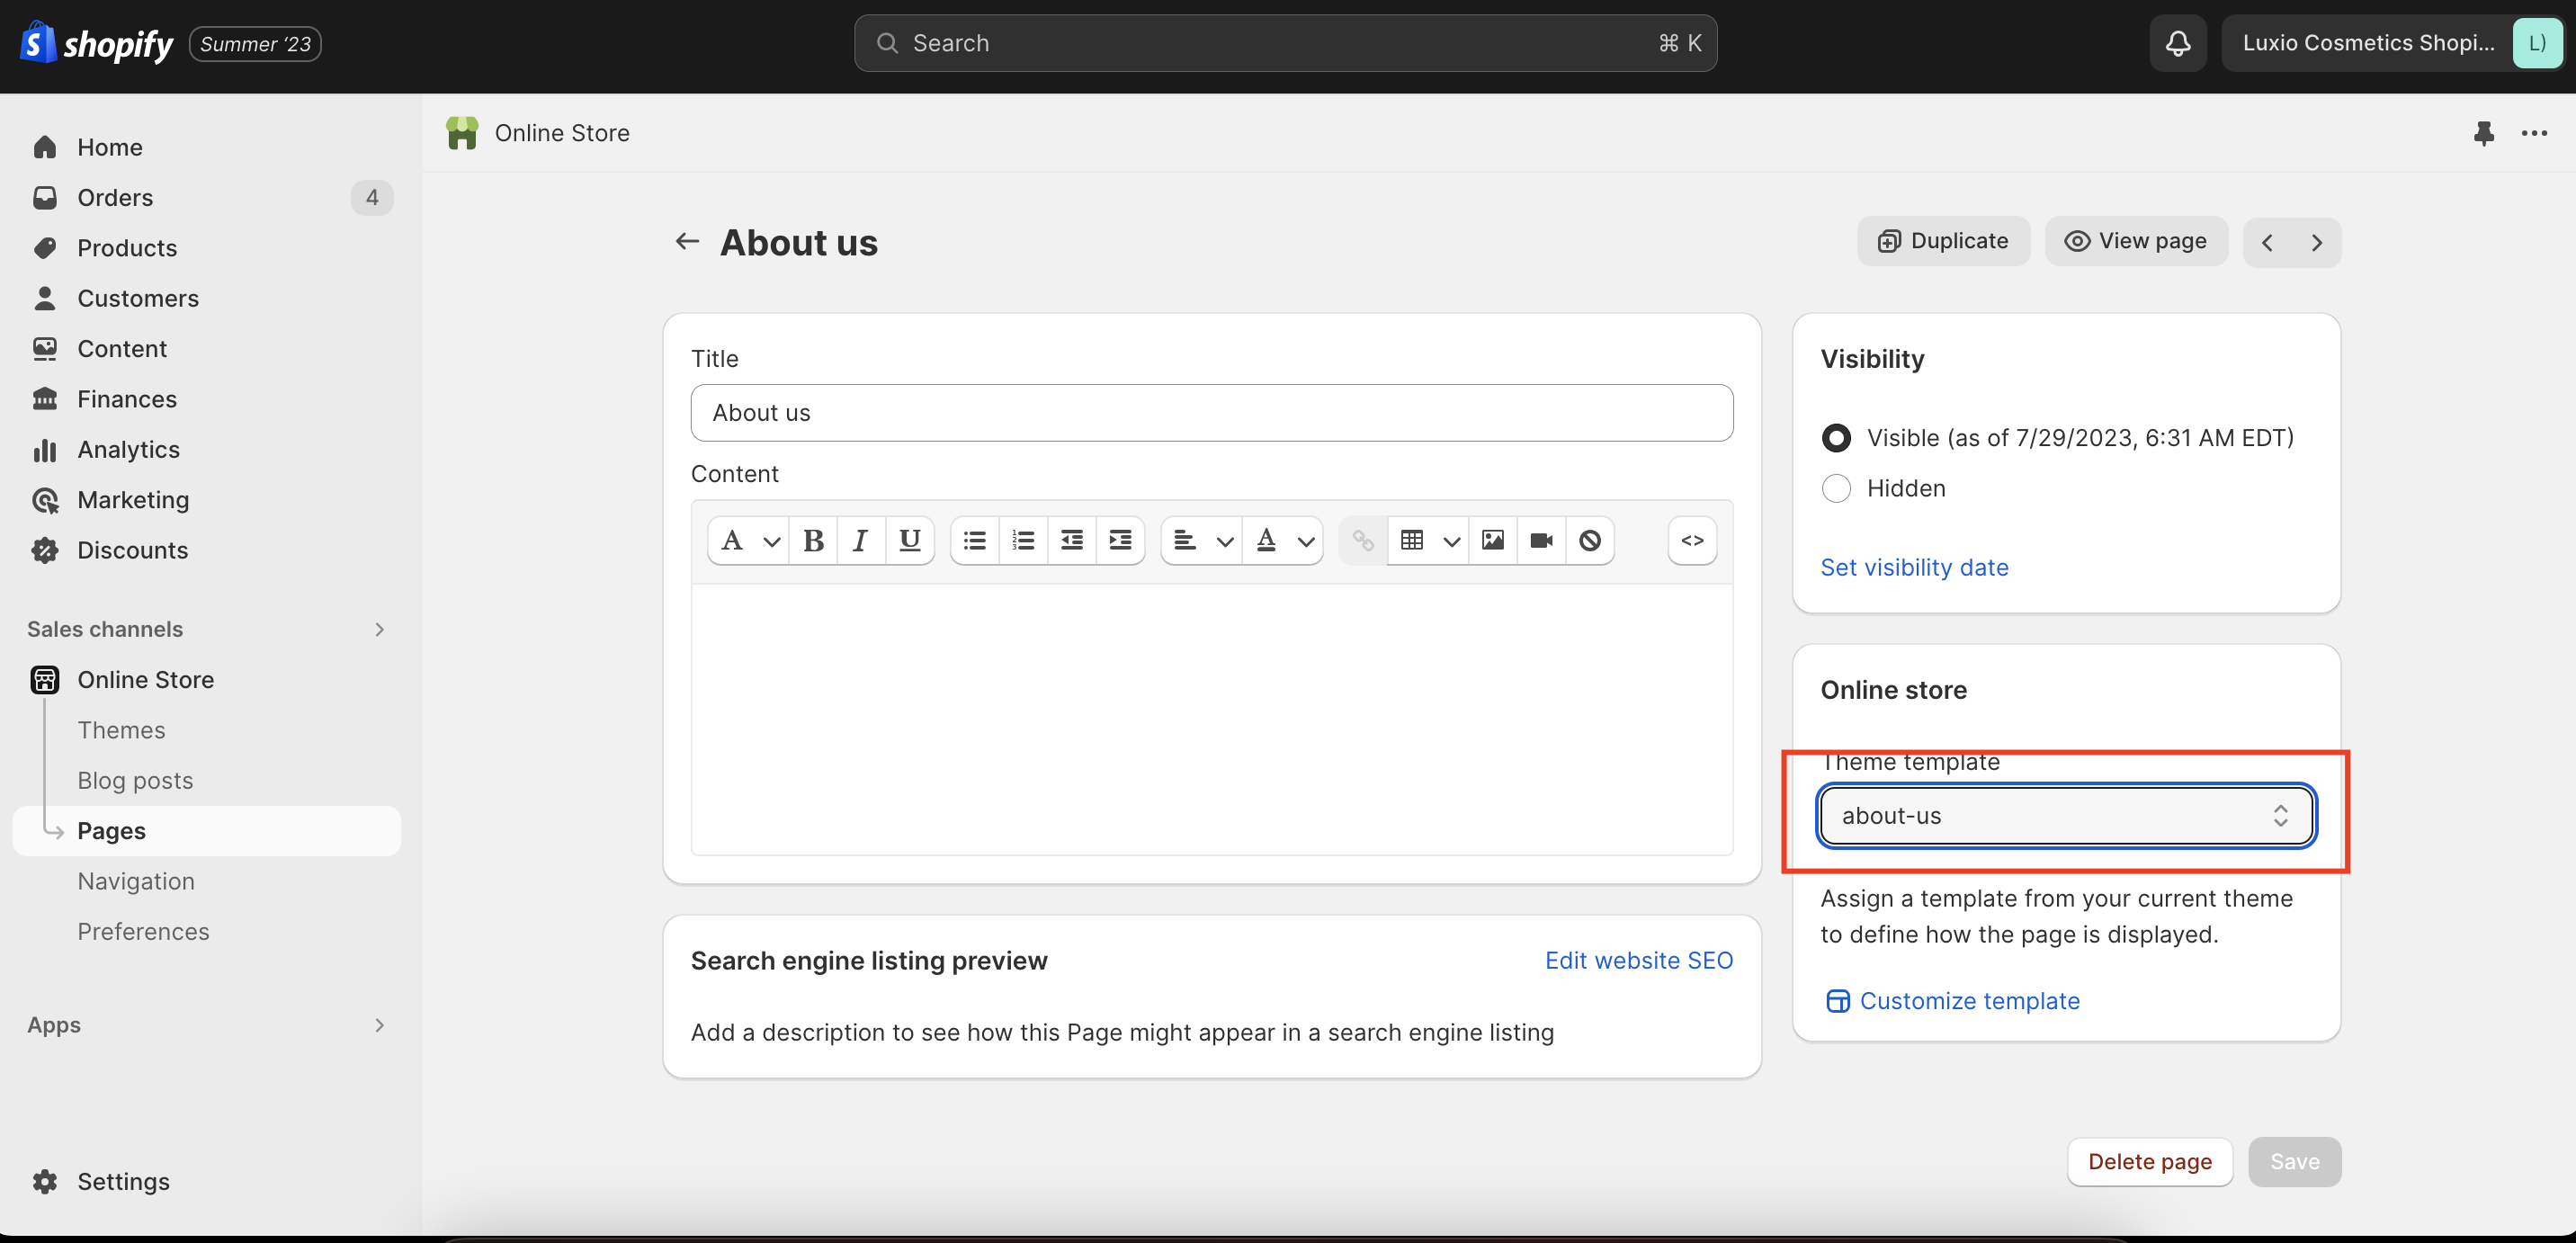 shopify Summer ‘23
Search ⌘ K
Luxio Cosmetics Shopi... L)
Home
Orders 4
Products
Customers
Content
Finances
Analytics
Marketing
Discounts
Sales channels
Online Store
Themes
Blog posts
Pages
Navigation
Preferences
Apps
Settings
Online Store
About us
Duplicate
View page
Title
About us
Content
A B I U
A
<>
Search engine listing preview
Edit website SEO
Add a description to see how this Page might appear in a search engine listing
Visibility
Visible (as of 7/29/2023, 6:31 AM EDT)
Hidden
Set visibility date
Online store
Theme template
about-us
Assign a template from your current theme
to define how the page is displayed.
Customize template
Delete page
Save